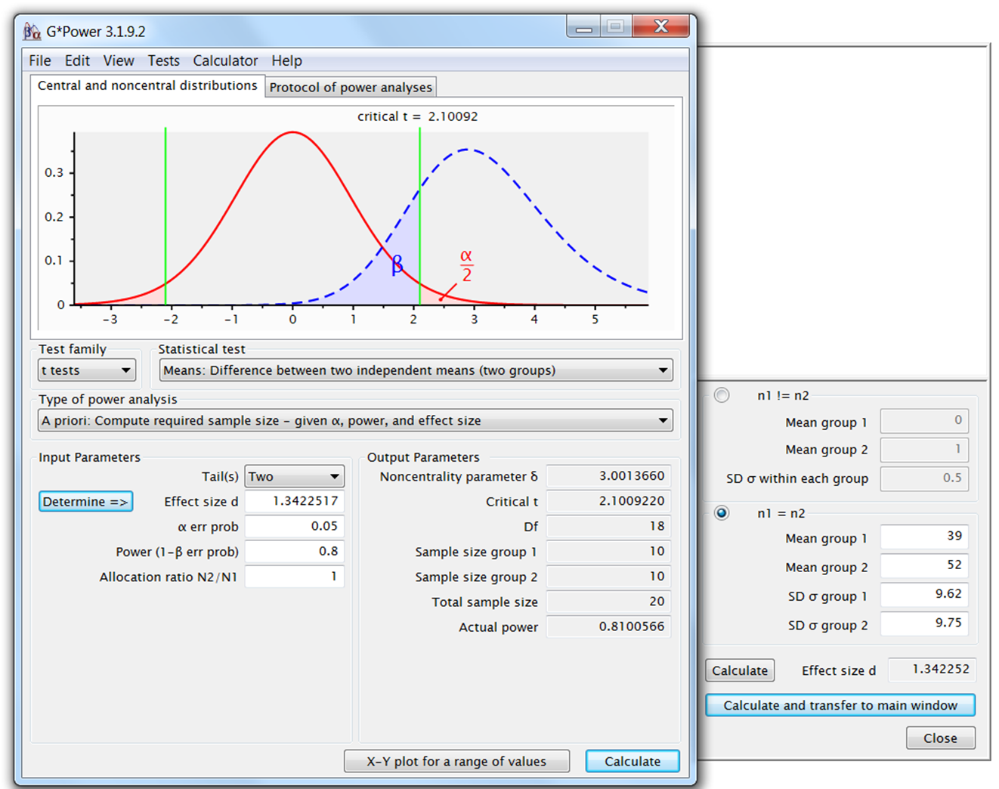 G*Power 3.1.9.2
File Edit View Tests Calculator Help
Central and noncentral distributions Protocol of power analyses
critical t = 2.10092
0.3
0.2
0.1
0
β
α
2
-3 -2 -1 0 1 2 3 4 5
Test family Statistical test
t tests Means: Difference between two independent means (two groups)
Type of power analysis
A priori: Compute required sample size - given α, power, and effect size
Input Parameters
Tail(s) Two
Determine => Effect size d 1.3422517
α err prob 0.05
Power (1-β err prob) 0.8
Allocation ratio N2/N1 1
Output Parameters
Noncentrality parameter δ 3.0013660
Critical t 2.1009220
Df 18
Sample size group 1 10
Sample size group 2 10
Total sample size 20
Actual power 0.8100566
X-Y plot for a range of values Calculate
n1 != n2
Mean group 1 0
Mean group 2 1
SD σ within each group 0.5
n1 = n2
Mean group 1 39
Mean group 2 52
SD σ group 1 9.62
SD σ group 2 9.75
Calculate Effect size d 1.342252
Calculate and transfer to main window
Close